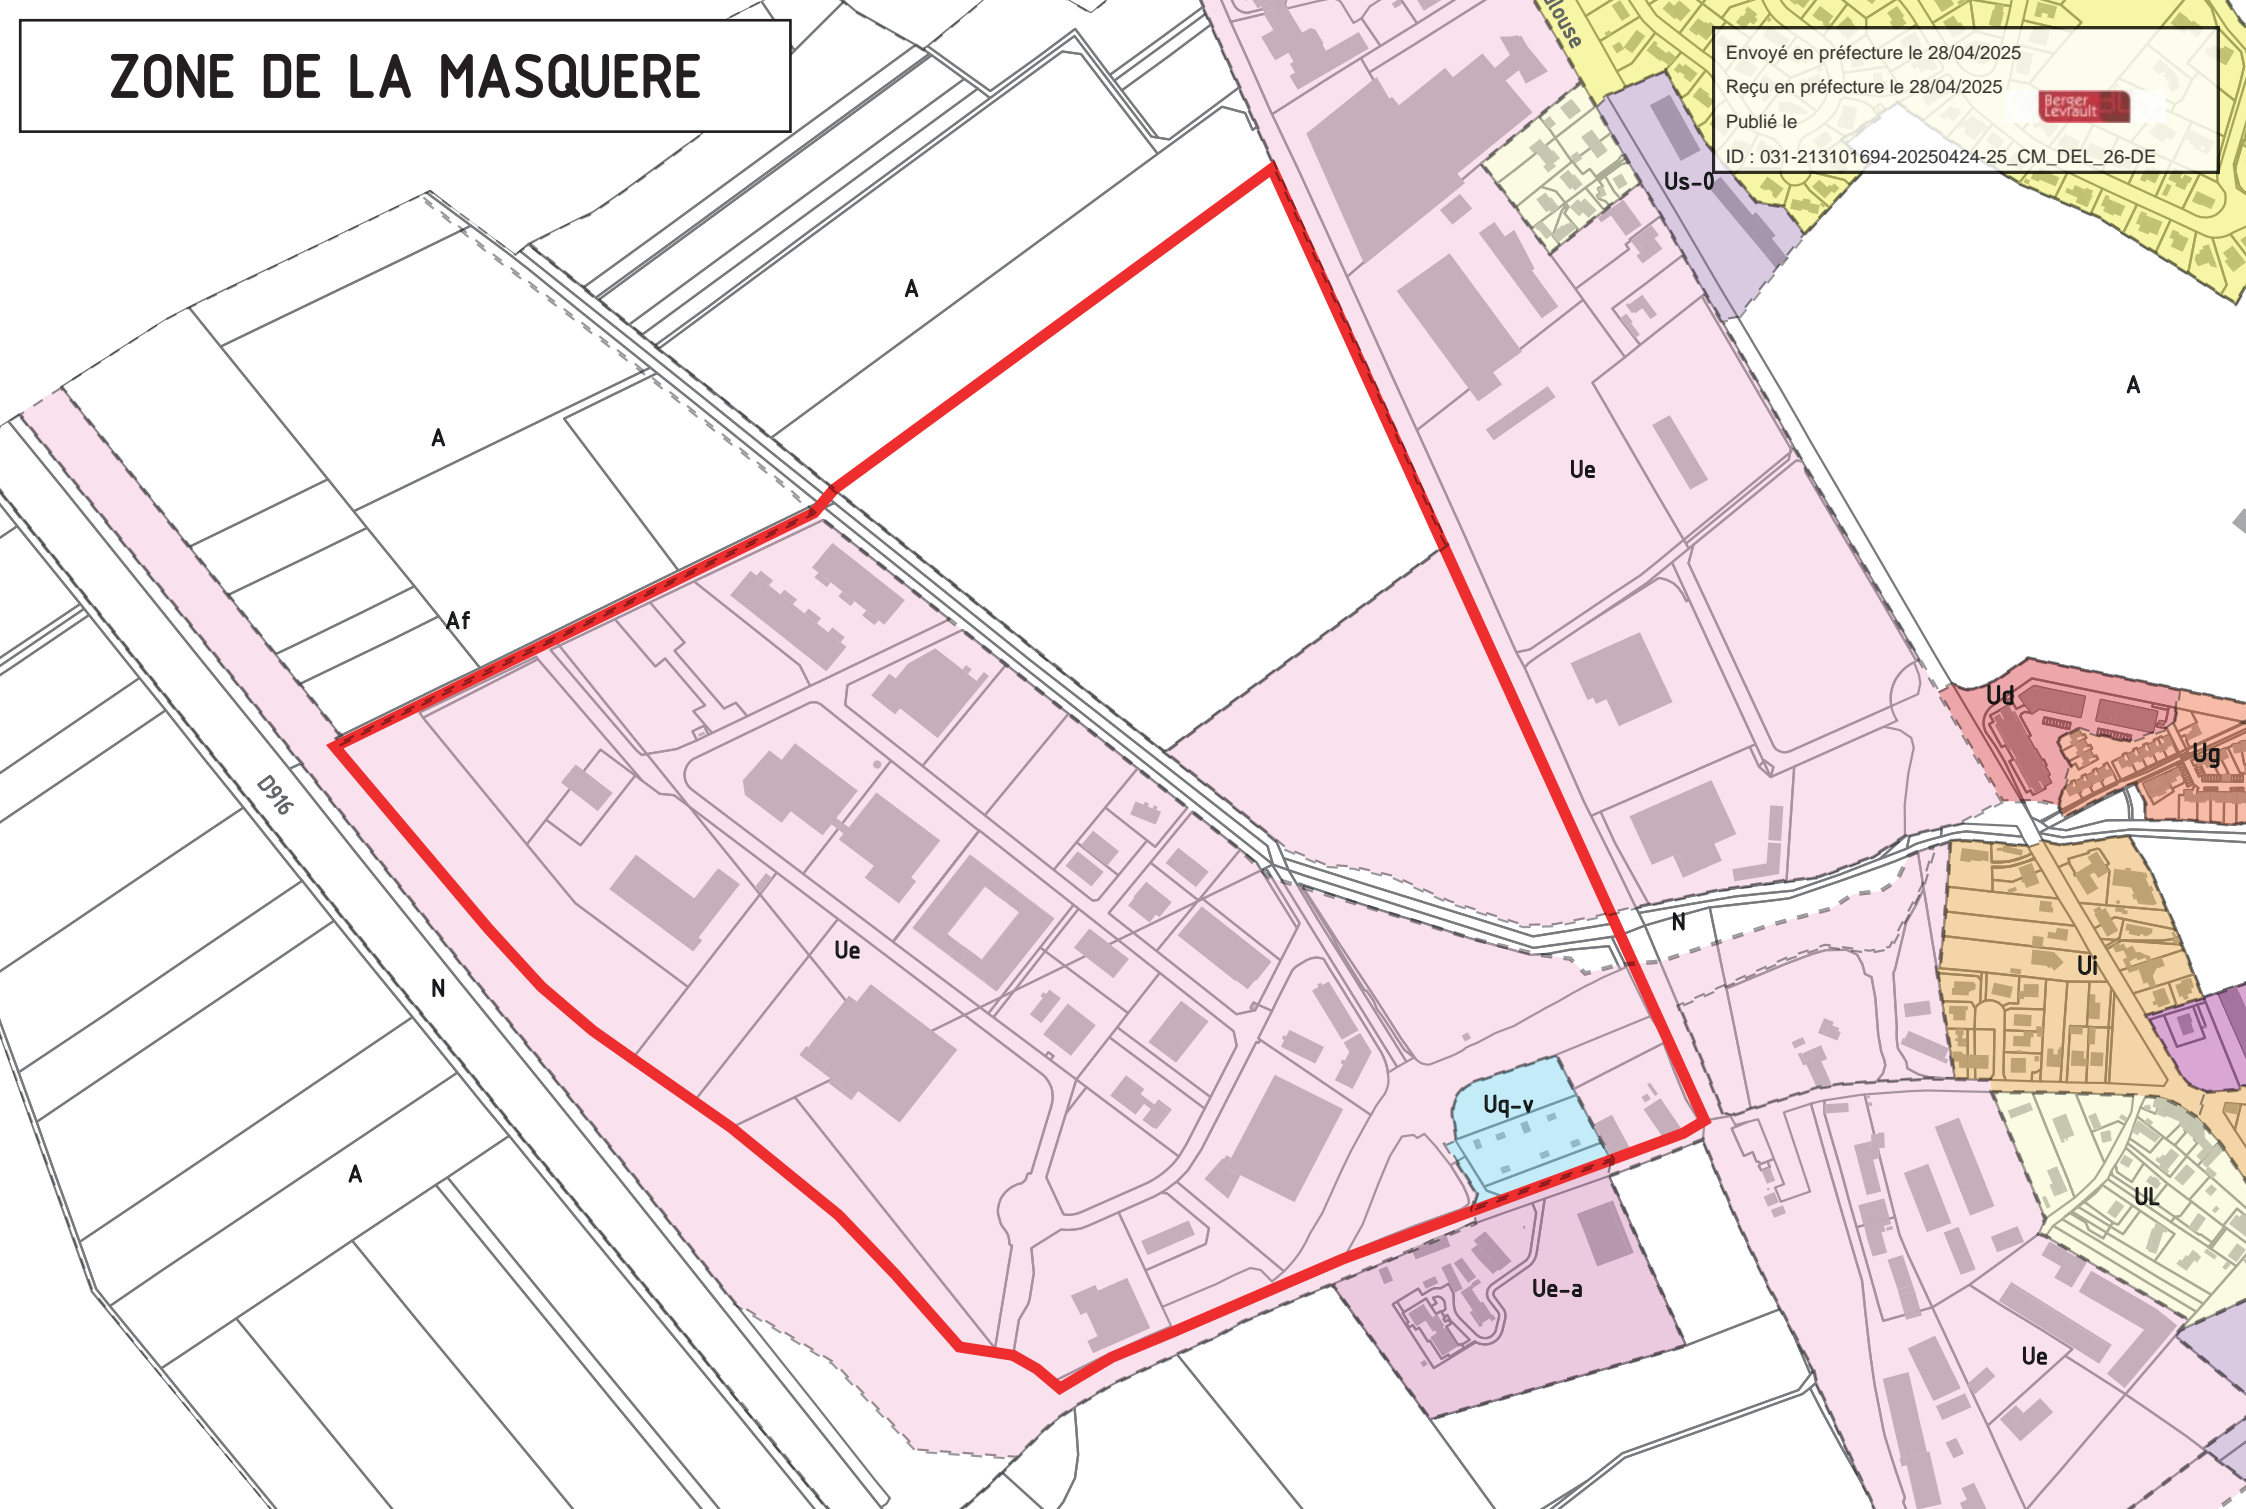 ZONE DE LA MASQUERE
Envoyé en préfecture le 28/04/2025
Reçu en préfecture le 28/04/2025
Publié le
Berger
Levrault
ID : 031-213101694-20250424-25_CM_DEL_26-DE
Us-0
A
A
A
Ue
Af
Ud
Ug
D916
N
Ue
N
Ui
A
Uq-v
UL
Ue-a
Ue